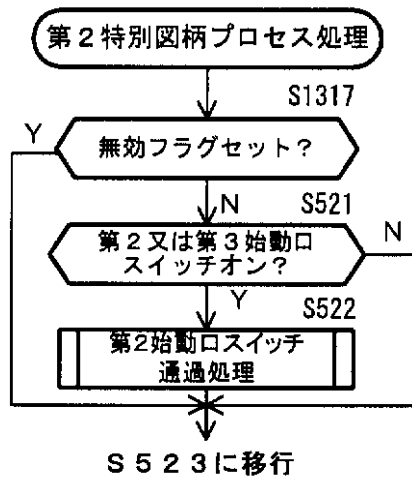 第２特別図柄プロセス処理
S1317
Y
無効フラグセット？
N
S521
N
第２又は第３始動口
スイッチオン？
Y
S522
第2始動口スイッチ
通過処理
Ｓ５２３に移行